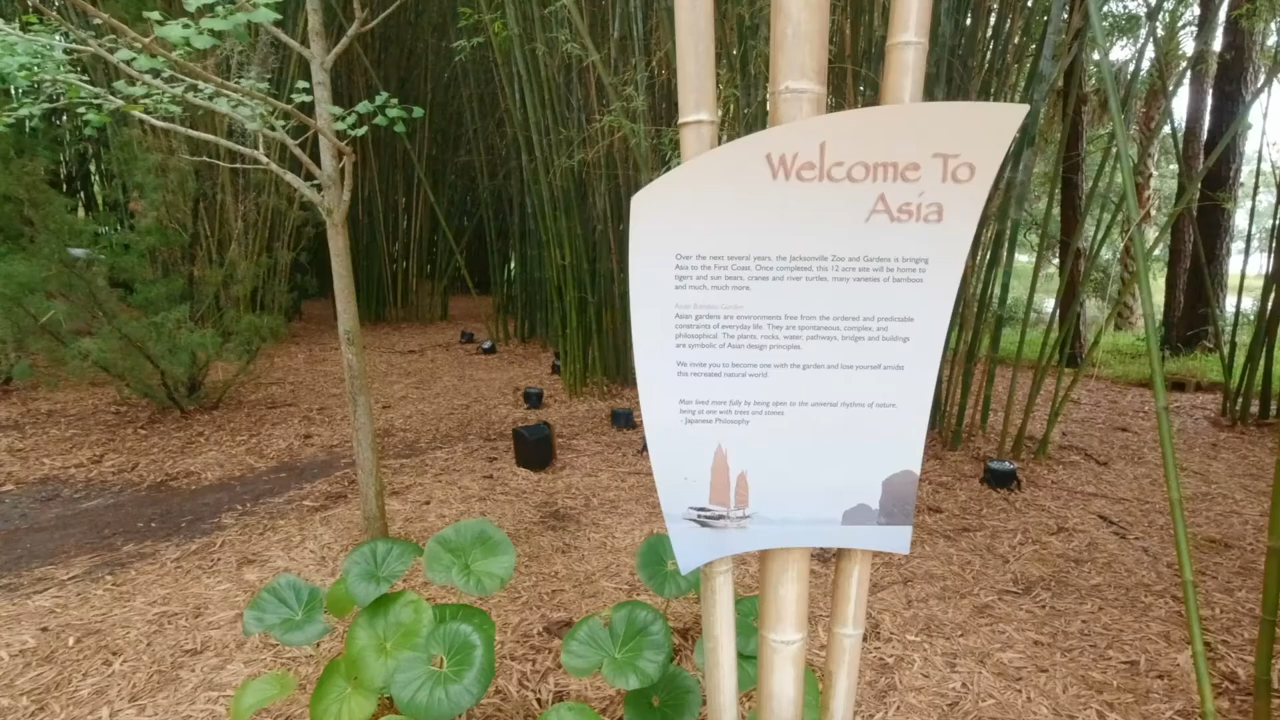 Welcome To
Asia
Over the next several years, the Jacksonville Zoo and Gardens is bringing
Asia to the First Coast. Once completed, this 12 acre site will be home to
tigers and sun bears, cranes and river turtles, many varieties of bamboos
and much, much more.
Asian Bamboo Garden
Asian gardens are environments free from the ordered and predictable
constraints of everyday life. They are spontaneous, complex, and
philosophical. The plants, rocks, water, pathways, bridges and buildings
are symbolic of Asian design principles.
We invite you to become one with the garden and lose yourself amidst
this recreated natural world.
Man lived more fully by being open to the universal rhythms of nature,
being at one with trees and stones.
- Japanese Philosophy